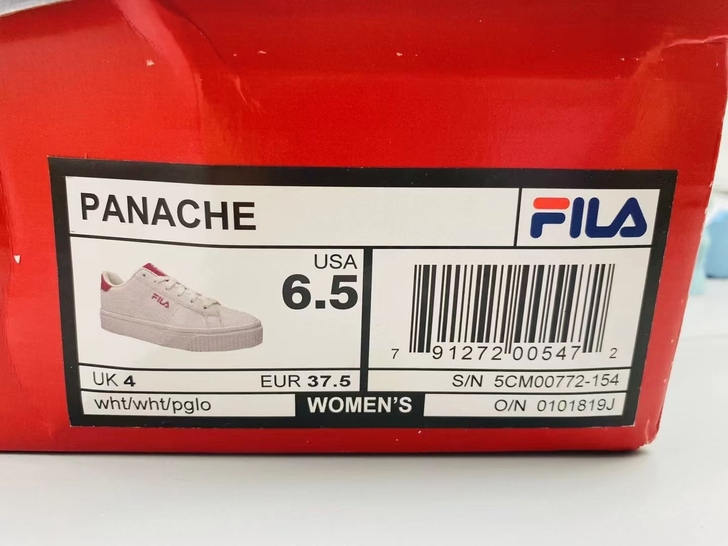 PANACHE
FILA
USA
6.5
FILA
UK 4
EUR 37.5
7 91272 00547 2
S/N 5CM00772-154
wht/wht/pglo
WOMEN'S
O/N 0101819J